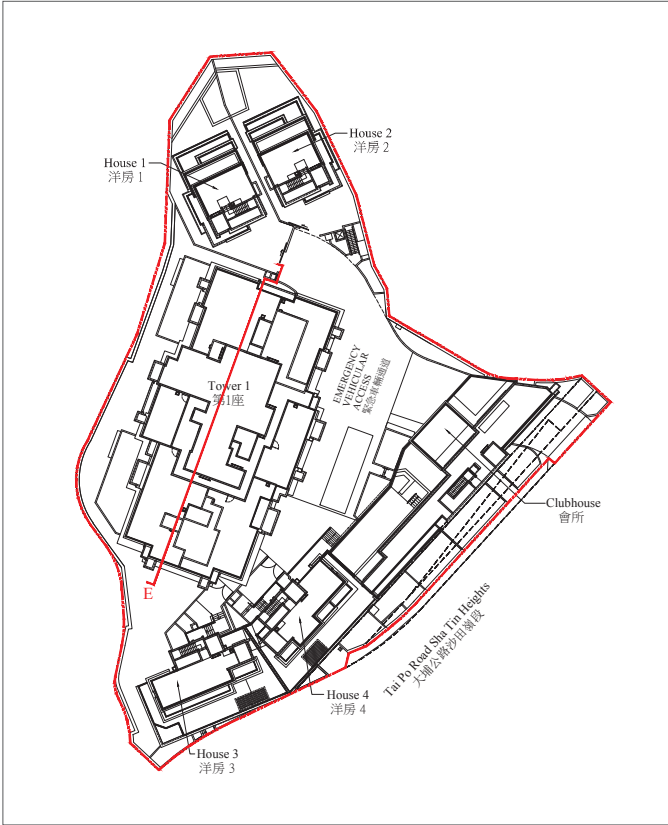 House 2
洋房 2
House 1
洋房 1
Tower 1
第1座
EMERGENCY
VEHICULAR
ACCESS
緊急車輛通道
Clubhouse
會所
E
Tai Po Road Sha Tin Heights
大埔公路沙田嶺段
House 4
洋房 4
House 3
洋房 3